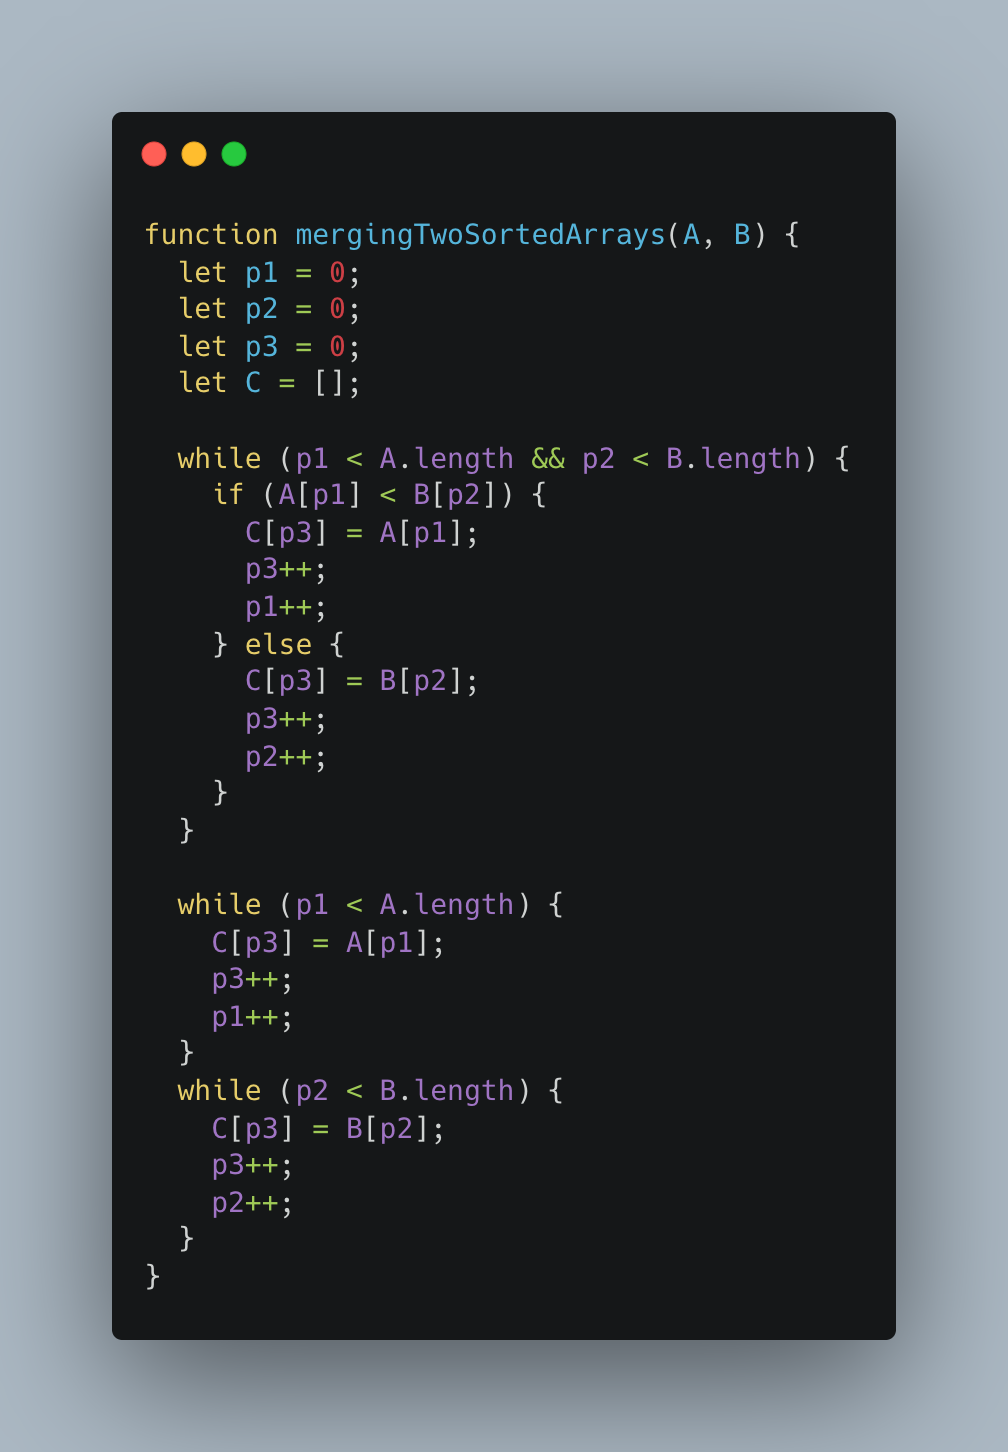 function mergingTwoSortedArrays(A, B) {
  let p1 = 0;
  let p2 = 0;
  let p3 = 0;
  let C = [];

  while (p1 < A.length && p2 < B.length) {
    if (A[p1] < B[p2]) {
      C[p3] = A[p1];
      p3++;
      p1++;
    } else {
      C[p3] = B[p2];
      p3++;
      p2++;
    }
  }

  while (p1 < A.length) {
    C[p3] = A[p1];
    p3++;
    p1++;
  }
  while (p2 < B.length) {
    C[p3] = B[p2];
    p3++;
    p2++;
  }
}